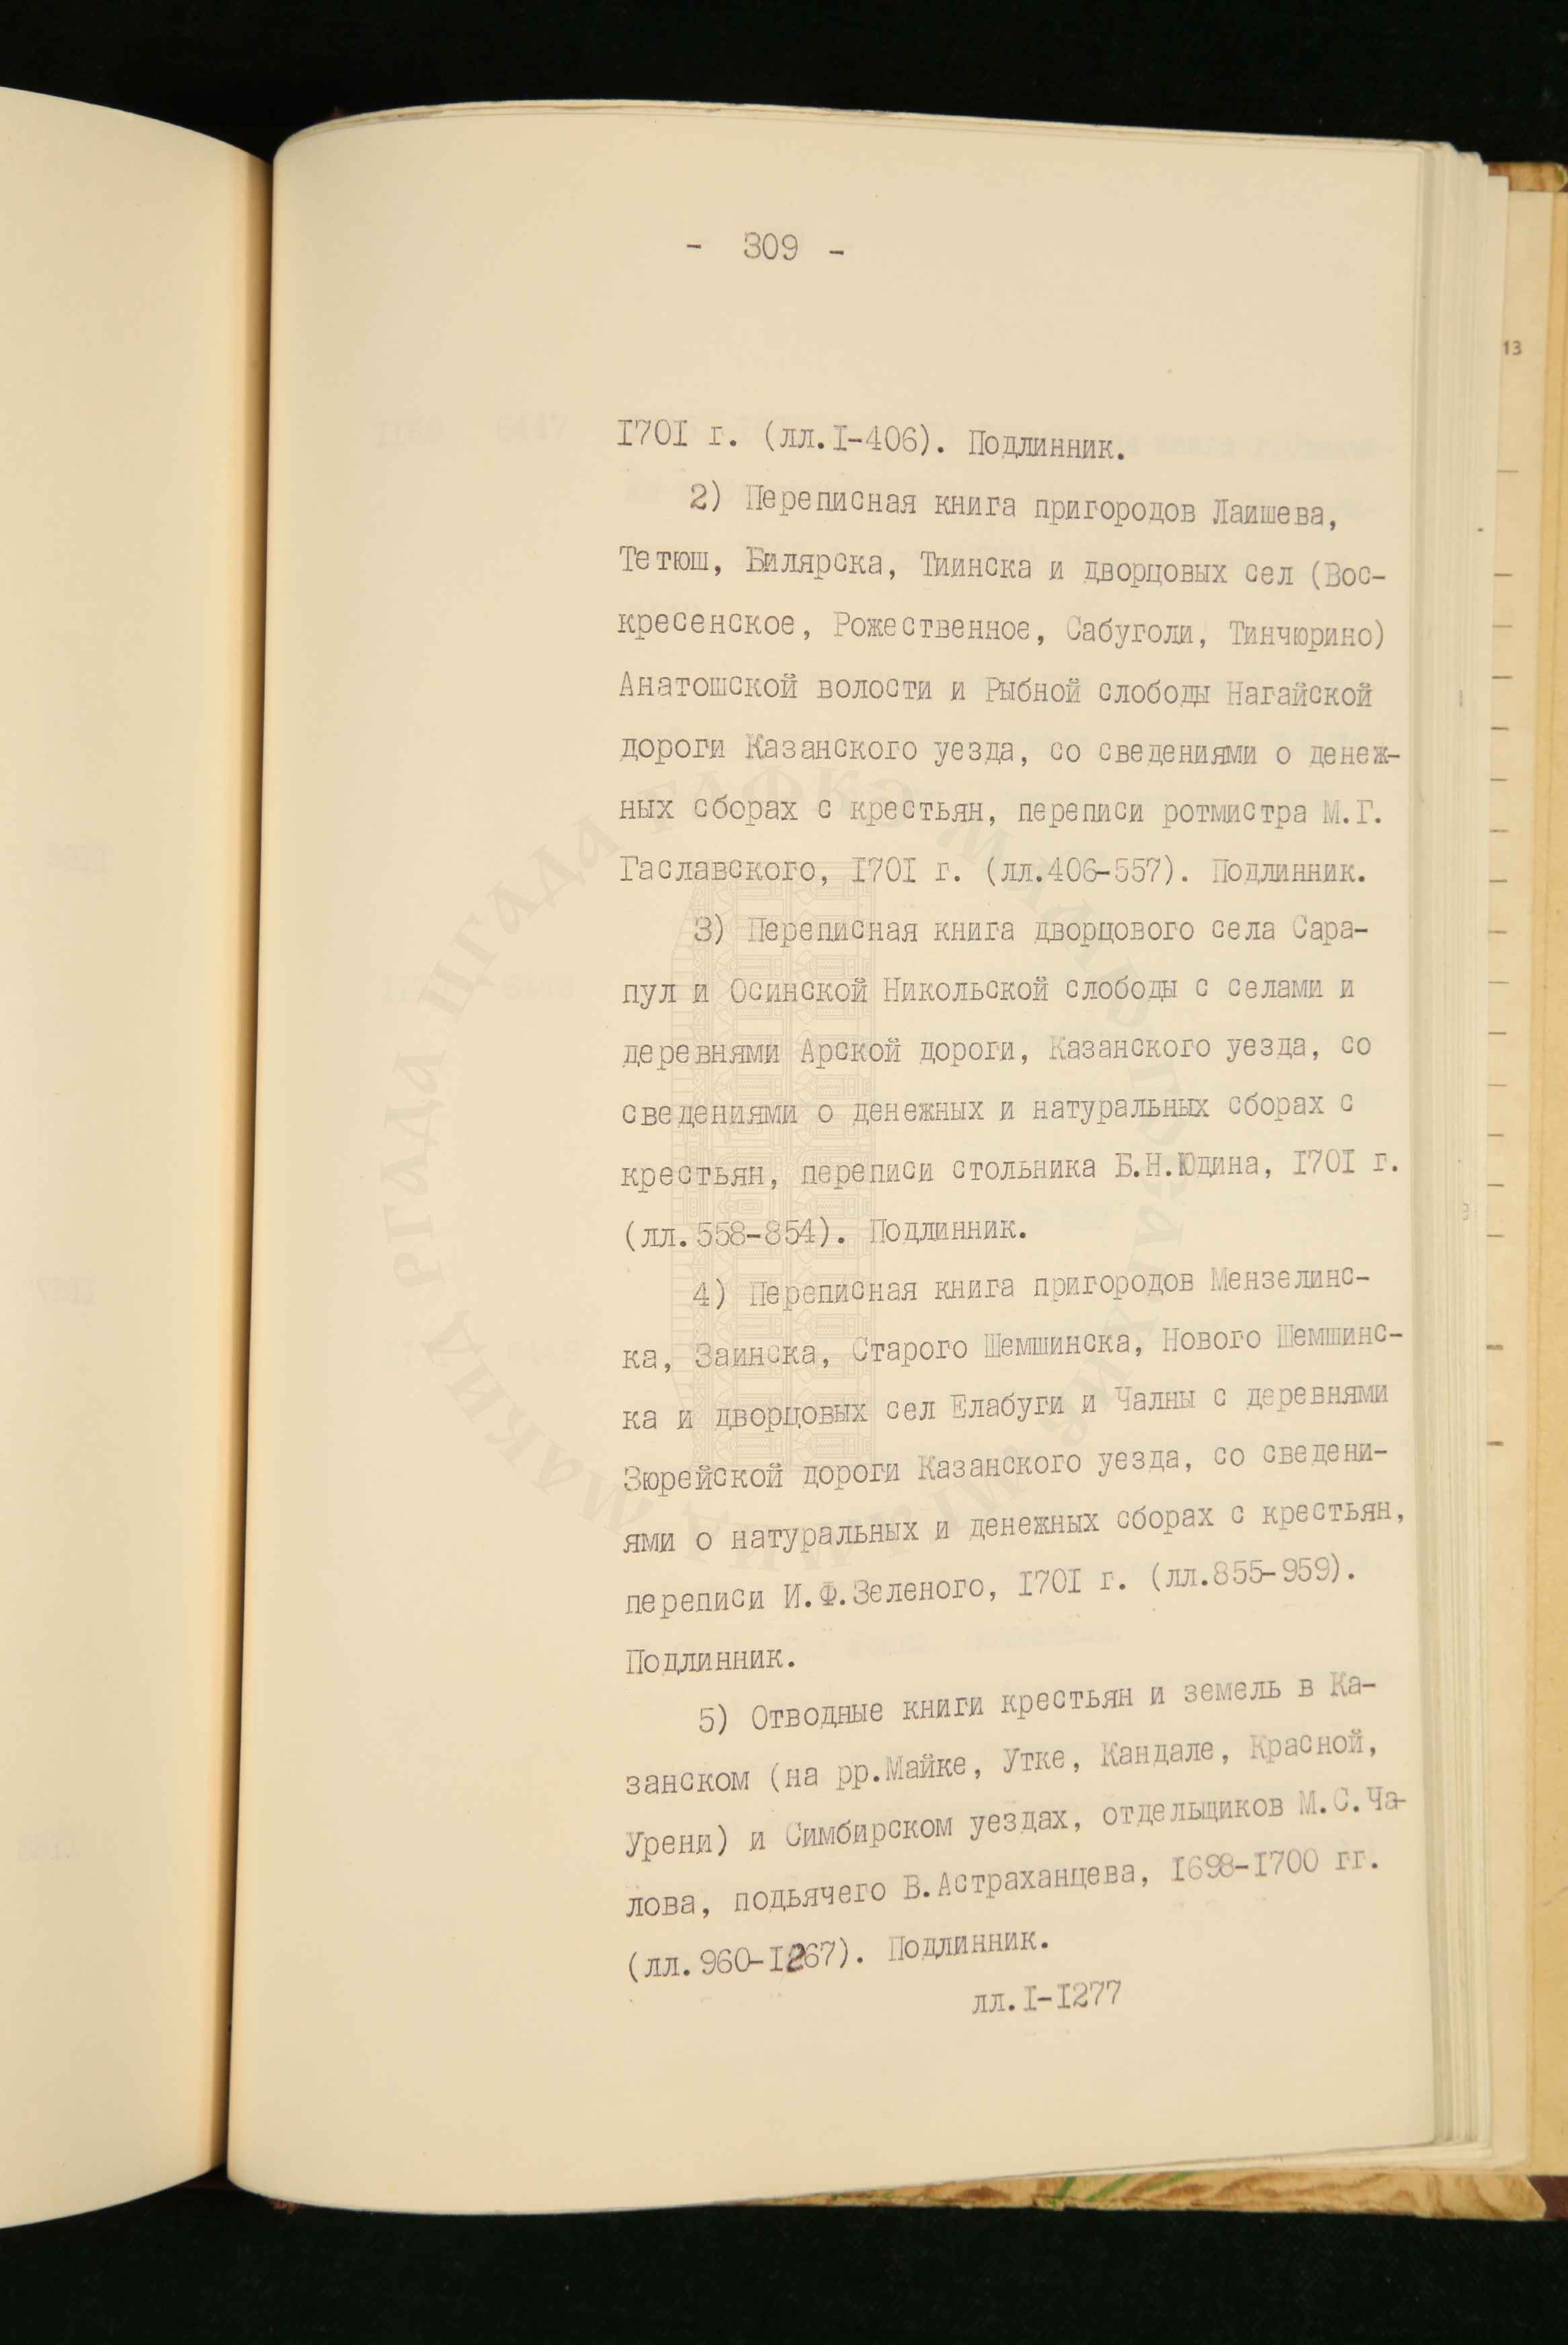 - 309 -
13
1701 г. (лл.1-406). Подлинник.
2) Переписная книга пригородов Лаишева,
Тетюш, Билярска, Тиинска и дворцовых сел (Вос-
кресенское, Рожественное, Сабуголи, Тинчюрино)
Анатошской волости и Рыбной слободы Нагайской
дороги Казанского уезда, со сведениями о денеж-
ных сборах с крестьян, переписи ротмистра М.Г.
Гаславского, 1701 г. (лл.406-557). Подлинник.
3) Переписная книга дворцового села Сара-
пул и Осинской Никольской слободы с селами и
деревнями Арской дороги, Казанского уезда, со
сведениями о денежных и натуральных сборах с
крестьян, переписи стольника Б.Н.Юдина, 1701 г.
(лл.558-854). Подлинник.
4) Переписная книга пригородов Мензелинс-
ка, Заинска, Старого Шемшинска, Нового Шемшинс-
ка и дворцовых сел Елабуги и Чалны с деревнями
Зюрейской дороги Казанского уезда, со сведени-
ями о натуральных и денежных сборах с крестьян,
переписи И.Ф.Зеленого, 1701 г. (лл.855-959).
Подлинник.
5) Отводные книги крестьян и земель в Ка-
занском (на рр.Майке, Утке, Кандале, Красной,
Урени) и Симбирском уездах, отдельщиков М.С.Ча-
лова, подьячего В.Астраханцева, 1698-1700 гг.
(лл.960-1267). Подлинник.
лл.1-1277
РГАДА ЦГАДА ГАФКЭ МАМЮ